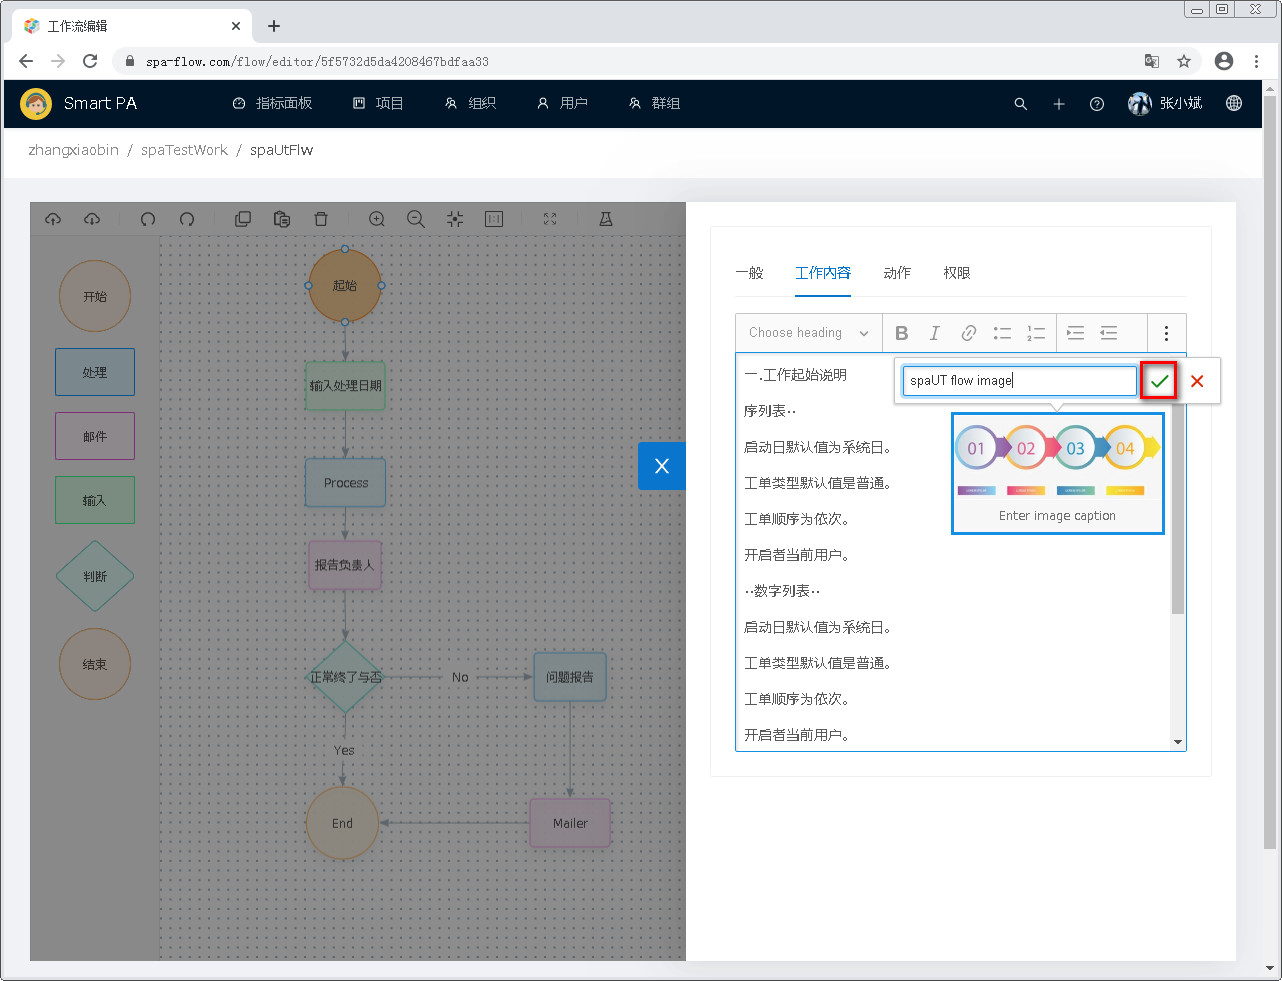 工作流编辑
spa-flow.com/flow/editor/5f5732d5da4208467bdfaa33
Smart PA
指标面板
项目
组织
用户
群组
张小斌
zhangxiaobin / spaTestWork / spaUtFlw
开始
处理
邮件
输入
判断
结束
起始
输入处理日期
Process
报告负责人
正常终了与否
No
问题报告
Yes
End
Mailer
一般
工作内容
动作
权限
Choose heading
B
I
spaUT flow image
一.工作起始说明
序列表··
启动日默认值为系统日。
工单类型默认值是普通。
工单顺序为依次。
开启者当前用户。
··数字列表··
启动日默认值为系统日。
工单类型默认值是普通。
工单顺序为依次。
开启者当前用户。
01
02
03
04
Enter image caption